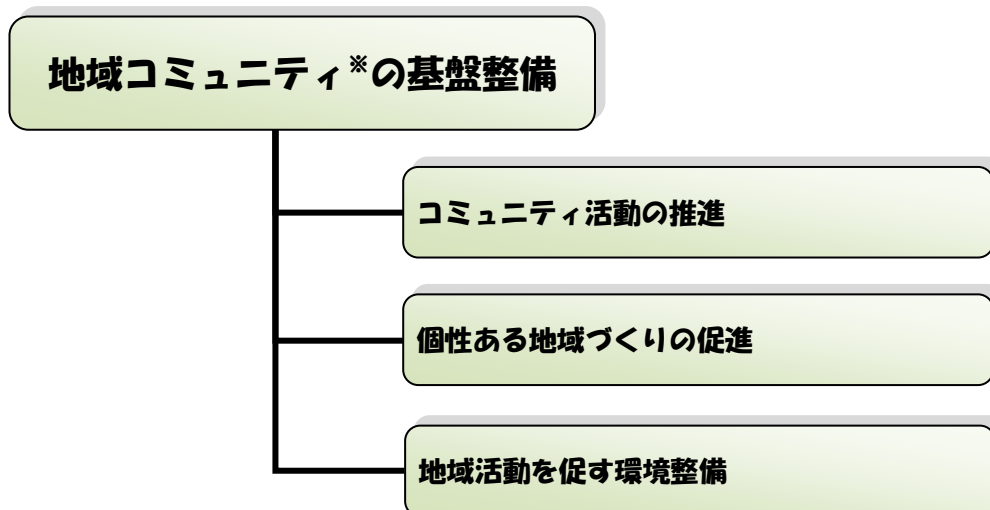 地域コミュニティ※の基盤整備
コミュニティ活動の推進
個性ある地域づくりの促進
地域活動を促す環境整備